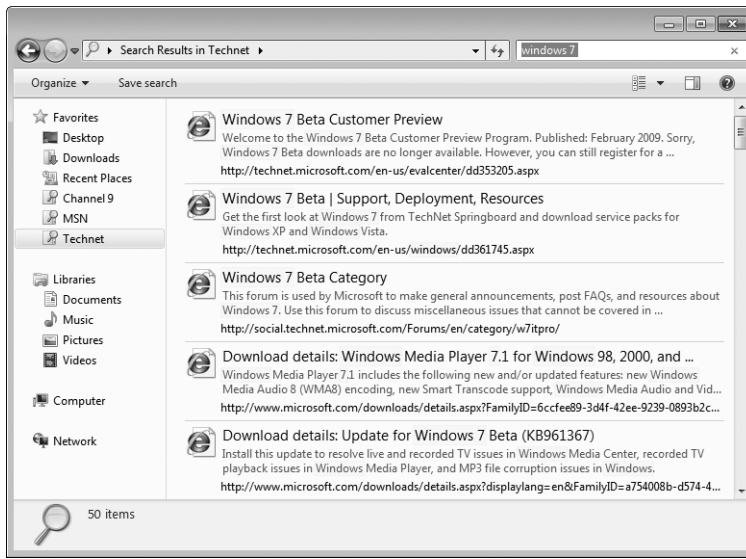 Search Results in Technet
windows 7
Organize
Save search
Favorites
Desktop
Downloads
Recent Places
Channel 9
MSN
Technet
Libraries
Documents
Music
Pictures
Videos
Computer
Network
Windows 7 Beta Customer Preview
Welcome to the Windows 7 Beta Customer Preview Program. Published: February 2009. Sorry,
Windows 7 Beta downloads are no longer available. However, you can still register for a ...
http://technet.microsoft.com/en-us/evalcenter/dd353205.aspx
Windows 7 Beta | Support, Deployment, Resources
Get the first look at Windows 7 from TechNet Springboard and download service packs for
Windows XP and Windows Vista.
http://technet.microsoft.com/en-us/windows/dd361745.aspx
Windows 7 Beta Category
This forum is used by Microsoft to make general announcements, post FAQs, and resources about
Windows 7. Use this forum to discuss miscellaneous issues that cannot be covered in ...
http://social.technet.microsoft.com/Forums/en/category/w7itpro/
Download details: Windows Media Player 7.1 for Windows 98, 2000, and ...
Windows Media Player 7.1 includes the following new and/or updated features: new Windows
Media Audio 8 (WMA8) encoding, new Smart Transcode support, Windows Media Audio and Vid...
http://www.microsoft.com/downloads/details.aspx?FamilyID=6ccfee89-3d4f-42ee-9239-0893b2c...
Download details: Update for Windows 7 Beta (KB961367)
Install this update to resolve live and recorded TV issues in Windows Media Center, recorded TV
playback issues in Windows Media Player, and MP3 file corruption issues in Windows.
http://www.microsoft.com/downloads/details.aspx?displaylang=en&FamilyID=a754008b-d574-4...
50 items